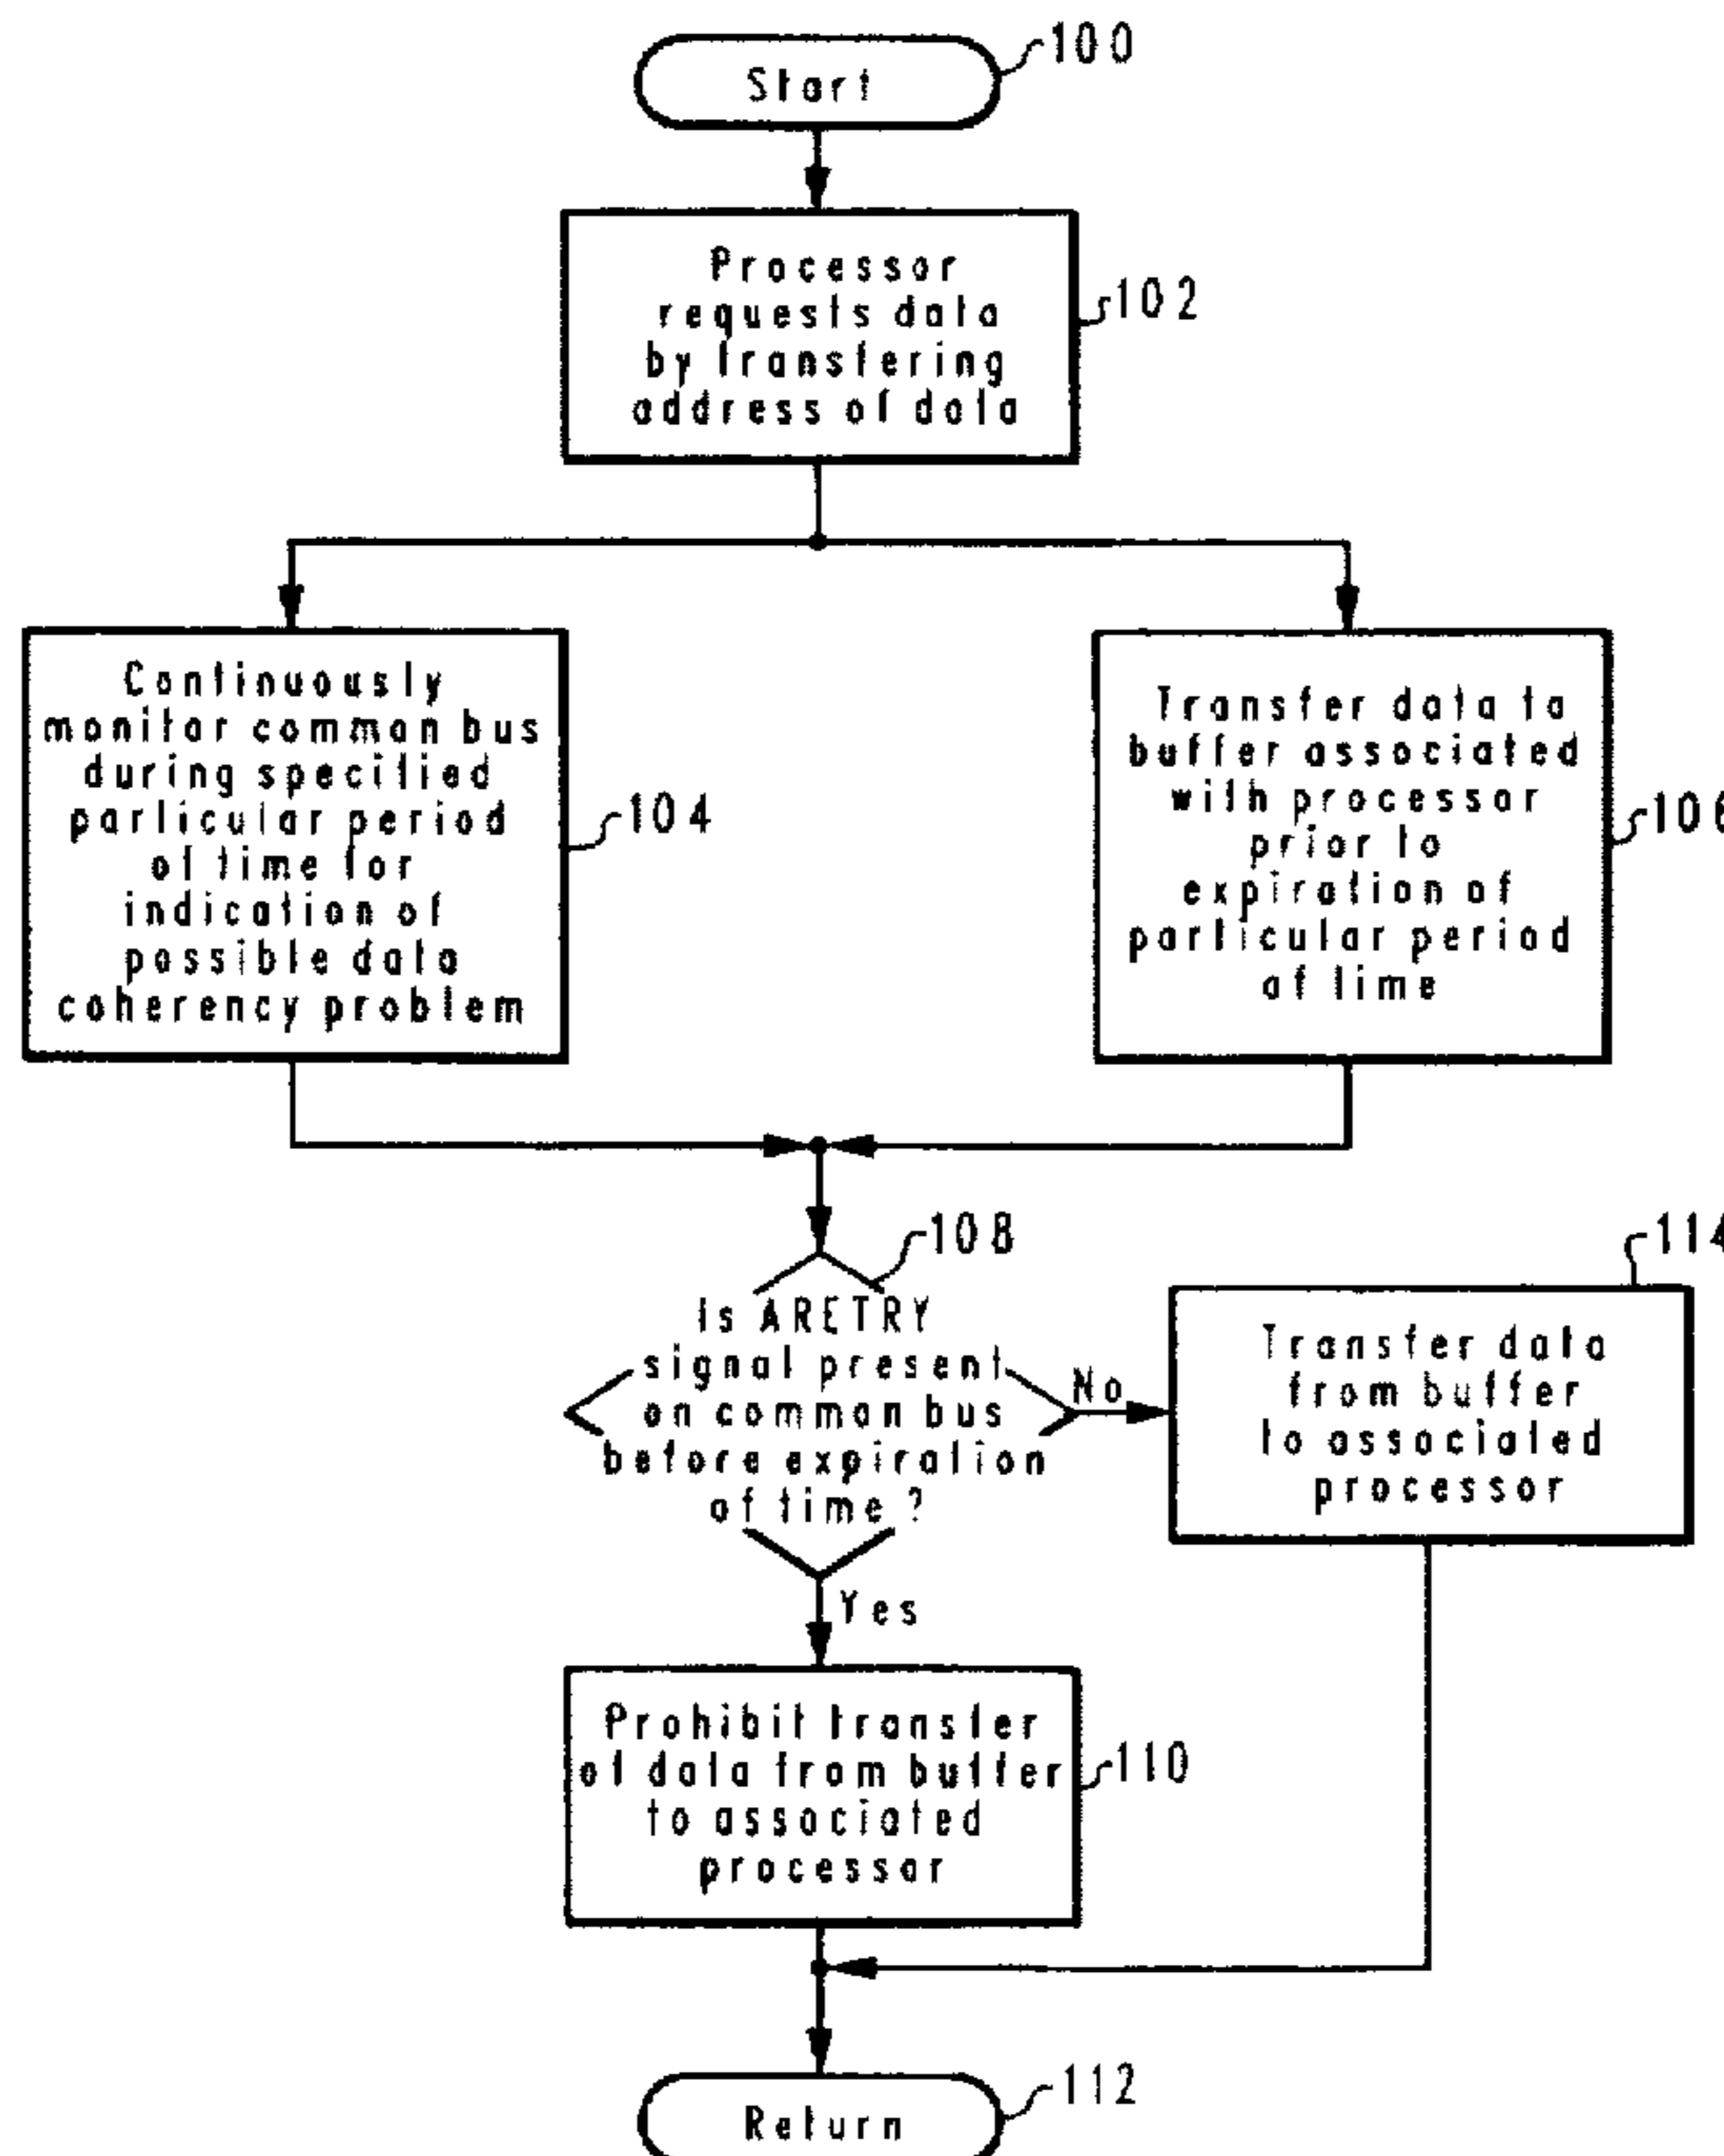 Start
100
Processor
requests data
by transfering
address of data
102
Continuously
monitor common bus
during specified
particular period
of time for
indication of
possible data
coherency problem
104
Transfer data to
buffer associated
with processor
prior to
expiration of
particular period
of time
106
108
Is ARETRY
signal present
on common bus
before expiration
of time ?
No
Yes
114
Transfer data
from buffer
to associated
processor
Prohibit transfer
of data from buffer
to associated
processor
110
Return
112